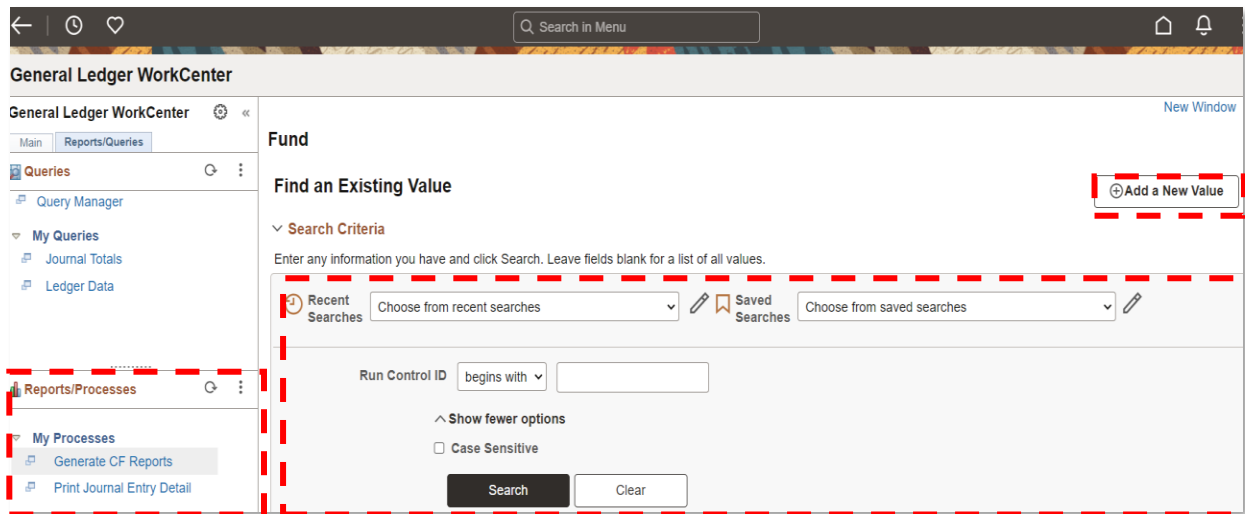 Search in Menu
General Ledger WorkCenter
General Ledger WorkCenter
Main Reports/Queries
Queries
Query Manager
My Queries
Journal Totals
Ledger Data
Reports/Processes
My Processes
Generate CF Reports
Print Journal Entry Detail
New Window
Fund
Find an Existing Value
Add a New Value
Search Criteria
Enter any information you have and click Search. Leave fields blank for a list of all values.
Recent Searches Choose from recent searches Saved Searches Choose from saved searches
Run Control ID begins with
Show fewer options
Case Sensitive
Search Clear